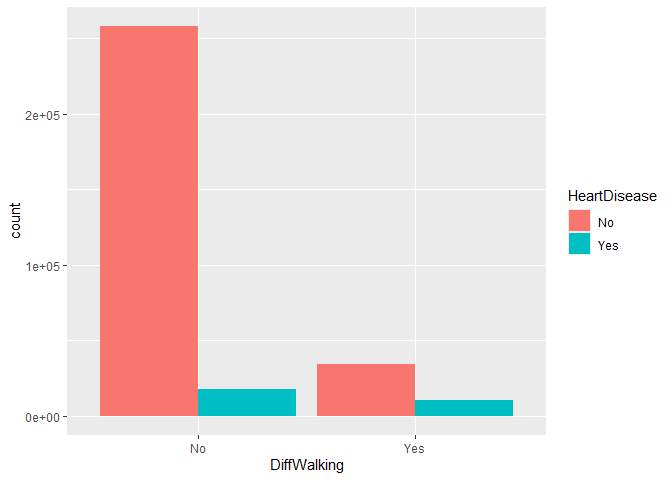 2e+05
1e+05
0e+00
count
No
Yes
DiffWalking
HeartDisease
No
Yes